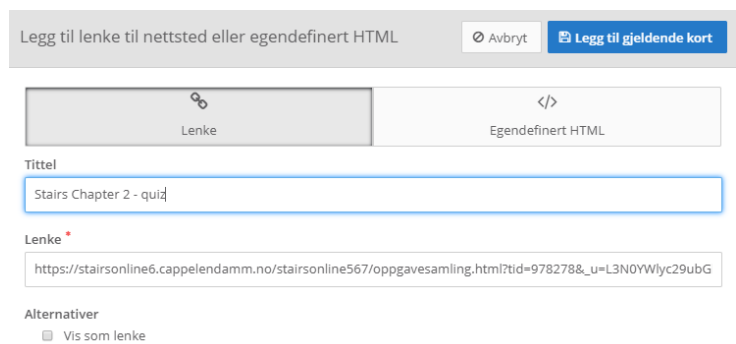 Legg til lenke til nettsted eller egendefinert HTML Avbryt Legg til gjeldende kort
Lenke Egendefinert HTML
Tittel
Stairs Chapter 2 - quiz
Lenke *
https://stairsonline6.cappelendamm.no/stairsonline567/oppgavesamling.html?tid=978278&_u=L3N0YWlyc29ubG
Alternativer
Vis som lenke